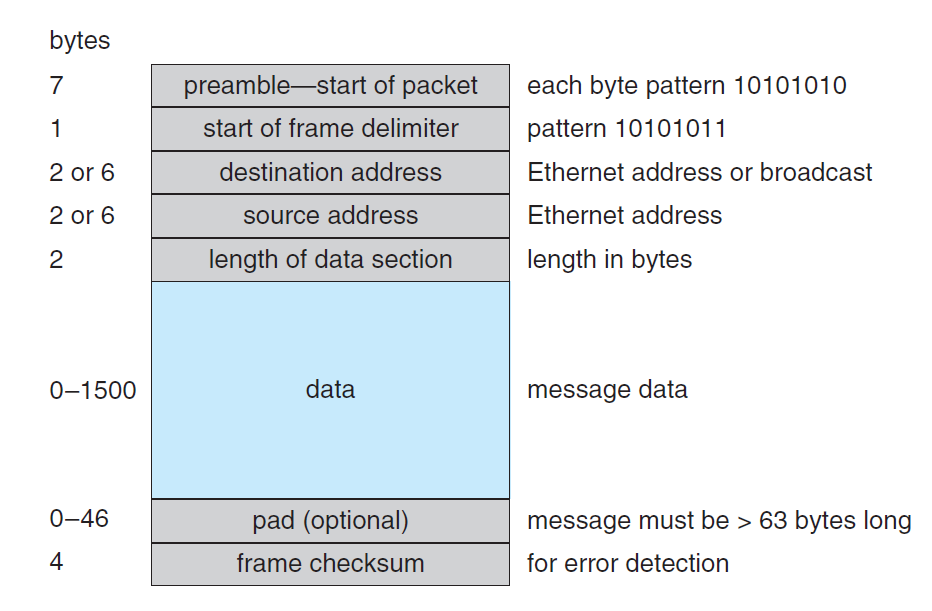 bytes
7 preamble—start of packet each byte pattern 10101010
1 start of frame delimiter pattern 10101011
2 or 6 destination address Ethernet address or broadcast
2 or 6 source address Ethernet address
2 length of data section length in bytes
0–1500 data message data
0–46 pad (optional) message must be > 63 bytes long
4 frame checksum for error detection